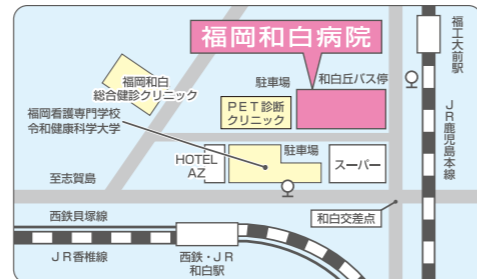 福岡和白病院
福工大前駅
福岡和白
総合健診クリニック
駐車場
和白丘バス停
PET診断
クリニック
福岡看護専門学校
令和健康科学大学
JR鹿児島本線
HOTEL
AZ
駐車場
スーパー
至志賀島
和白交差点
西鉄貝塚線
JR香椎線
西鉄・JR
和白駅